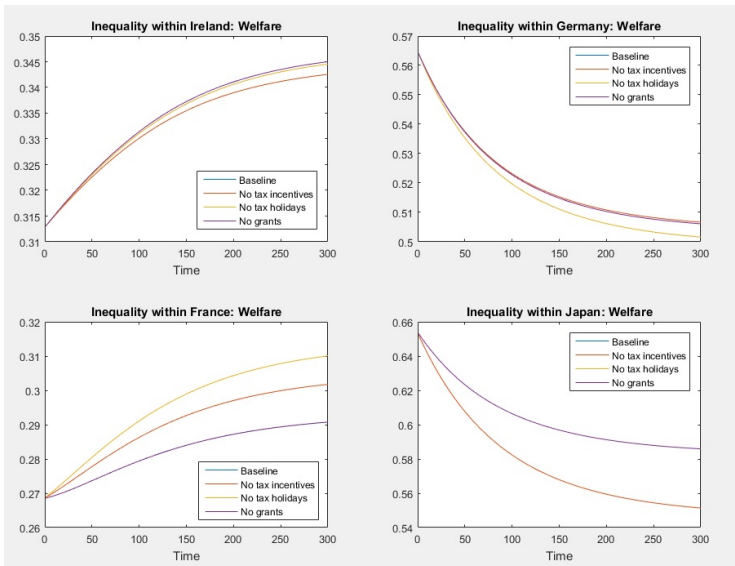 Inequality within Ireland: Welfare
0.35
0.345
0.34
0.335
0.33
0.325
0.32
0.315
0.31
Baseline
No tax incentives
No tax holidays
No grants
0 50 100 150 200 250 300
Time
Inequality within Germany: Welfare
0.57
0.56
0.55
0.54
0.53
0.52
0.51
0.5
Baseline
No tax incentives
No tax holidays
No grants
0 50 100 150 200 250 300
Time
Inequality within France: Welfare
0.32
0.31
0.3
0.29
0.28
0.27
0.26
Baseline
No tax incentives
No tax holidays
No grants
0 50 100 150 200 250 300
Time
Inequality within Japan: Welfare
0.66
0.64
0.62
0.6
0.58
0.56
0.54
Baseline
No tax incentives
No tax holidays
No grants
0 50 100 150 200 250 300
Time